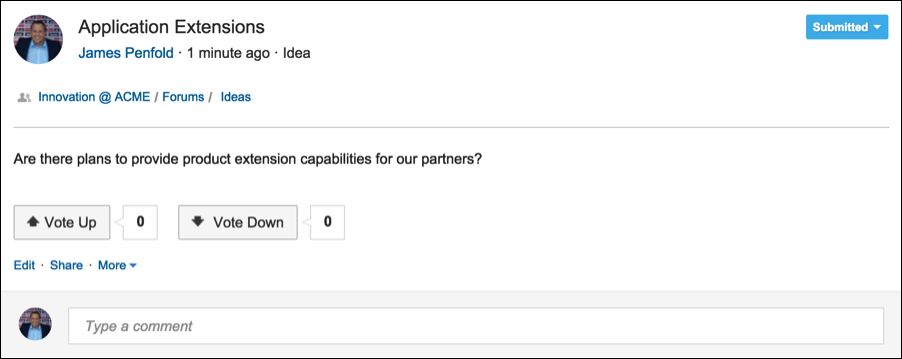 Application Extensions
Submitted
James Penfold · 1 minute ago · Idea
Innovation @ ACME / Forums / Ideas
Are there plans to provide product extension capabilities for our partners?
Vote Up 0 Vote Down 0
Edit · Share · More
Type a comment